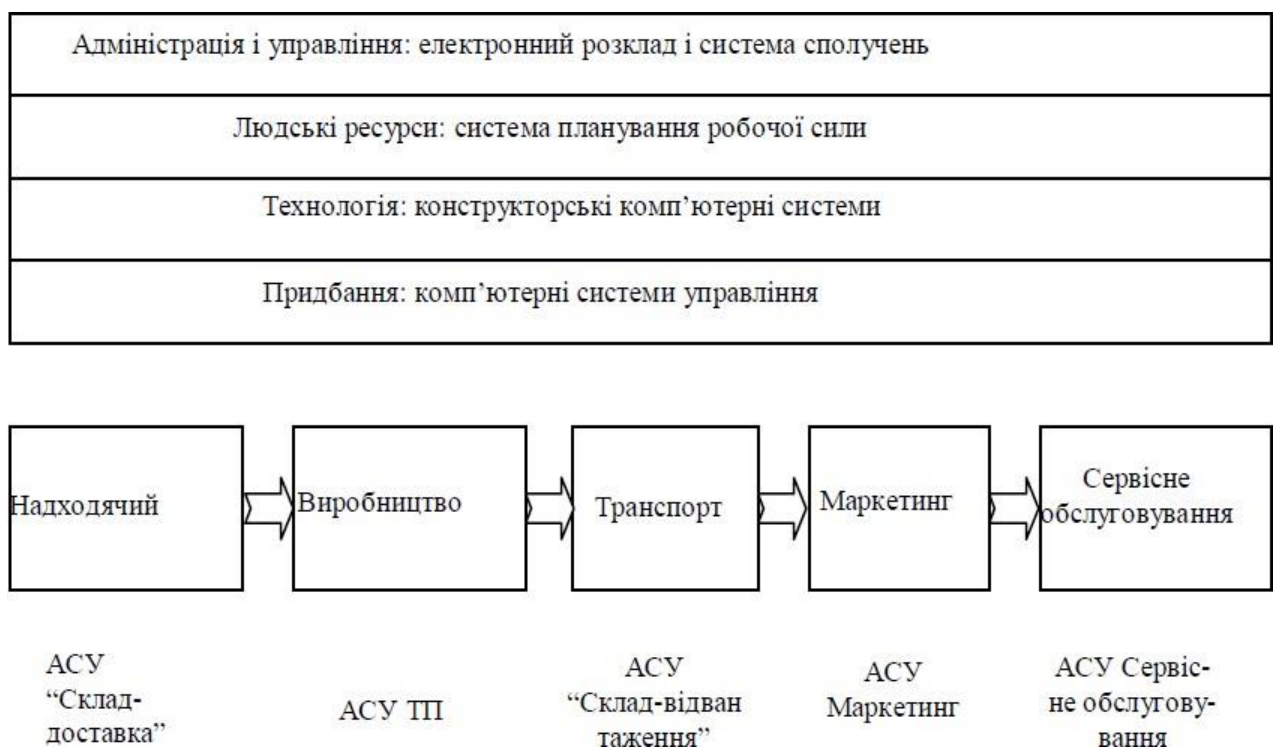 Адміністрація і управління: електронний розклад і система сполучень
Людські ресурси: система планування робочої сили
Технологія: конструкторські комп’ютерні системи
Придбання: комп’ютерні системи управління
Надходячий
Виробництво
Транспорт
Маркетинг
Сервісне
обслуговування
АСУ
“Склад-
доставка”
АСУ ТП
АСУ
“Склад-відван
таження”
АСУ
Маркетинг
АСУ Сервіс-
не обслугову-
вання